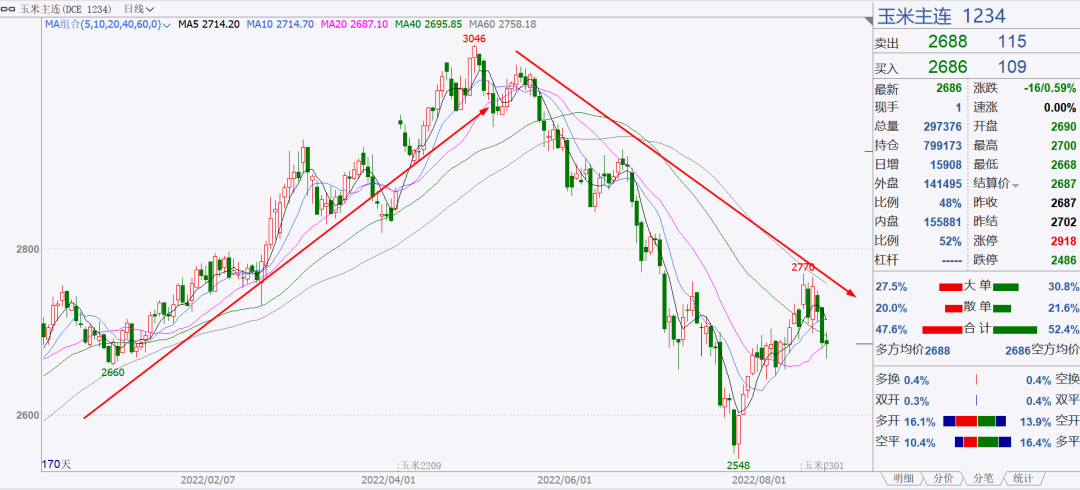 玉米主连(DCE 1234) 日线
MA组合(5,10,20,40,60,0) MA5 2714.20 MA10 2714.70 MA20 2687.10 MA40 2695.85 MA60 2758.18
3046
2800
2770
2660
2600
2548
170天
:玉米2209
:玉米2301
2022/02/07 2022/04/01 2022/06/01 2022/08/01
玉米主连 1234
卖出 2688 115
买入 2686 109
最新 2686 涨跌 -16/0.59%
现手 1 速涨 0.00%
总量 297376 开盘 2690
持仓 799173 最高 2700
日增 15908 最低 2668
外盘 141495 结算价 2687
比例 48% 昨收 2687
内盘 155881 昨结 2702
比例 52% 涨停 2918
杠杆 ----- 跌停 2486
27.5% 大单 30.8%
20.0% 散单 21.6%
47.6% 合计 52.4%
多方均价2688 2686空方均价
多换 0.4% 0.4% 空换
双开 0.3% 0.4% 双平
多开 16.1% 13.9% 空开
空平 10.4% 16.4% 多平
明细 分价 分笔 统计